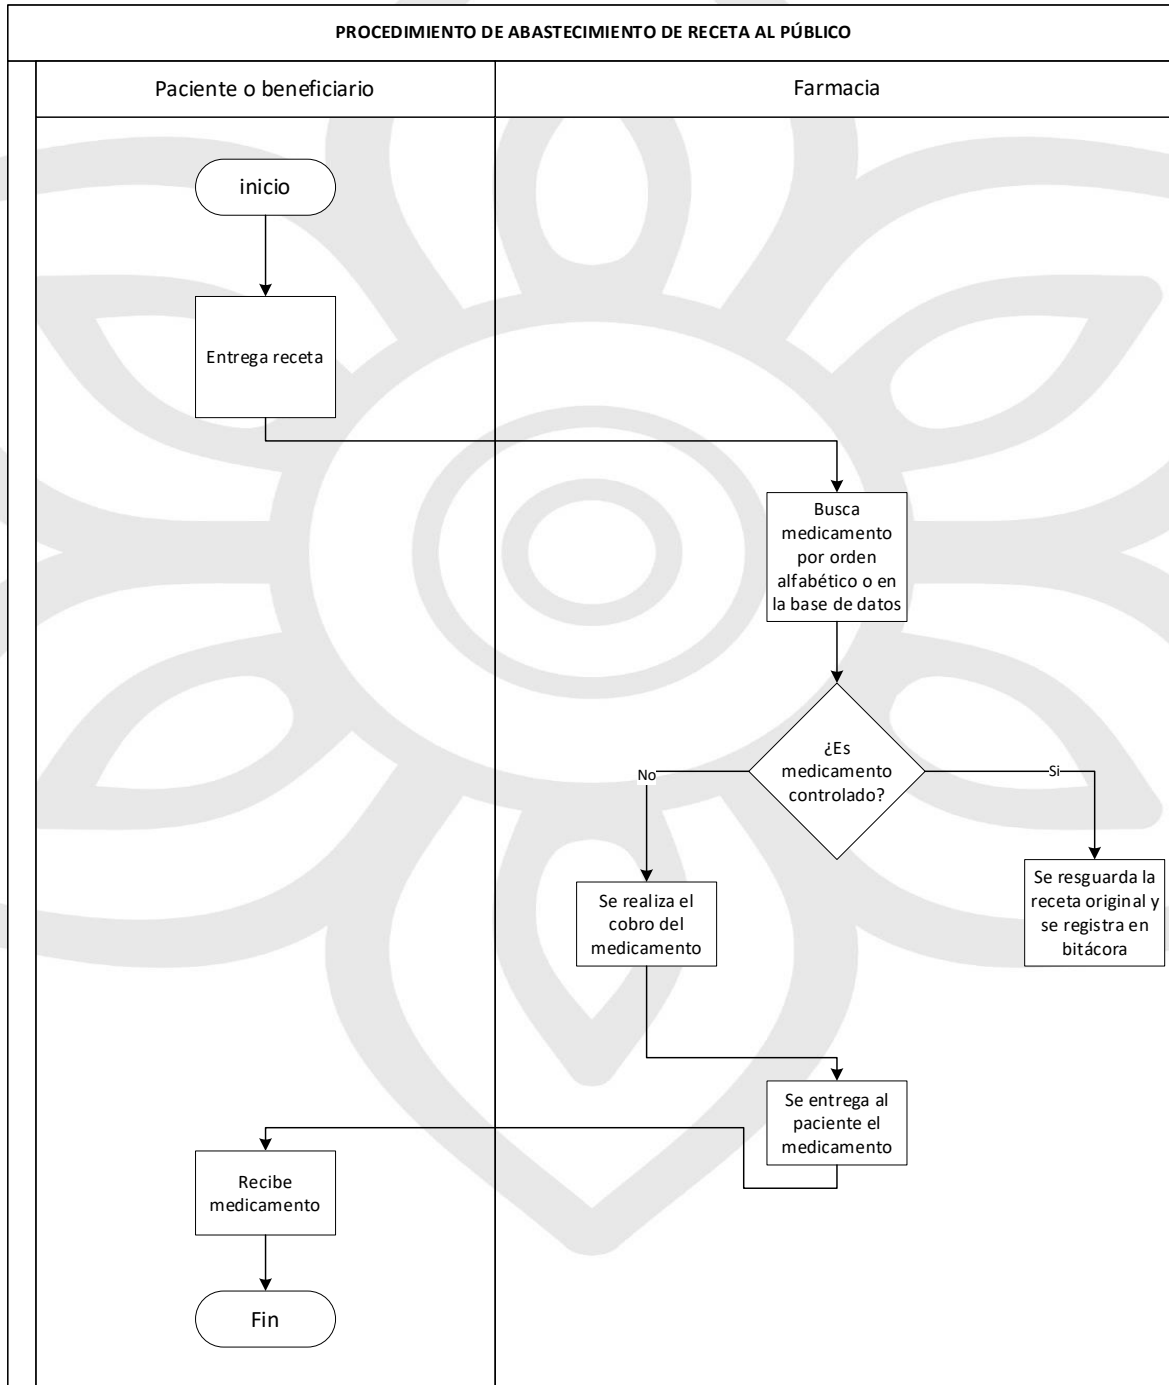 PROCEDIMIENTO DE ABASTECIMIENTO DE RECETA AL PÚBLICO
Paciente o beneficiario
Farmacia
inicio
Entrega receta
Busca
medicamento
por orden
alfabético o en
la base de datos
¿Es
medicamento
controlado?
No
Si
Se realiza el
cobro del
medicamento
Se resguarda la
receta original y
se registra en
bitácora
Se entrega al
paciente el
medicamento
Recibe
medicamento
Fin